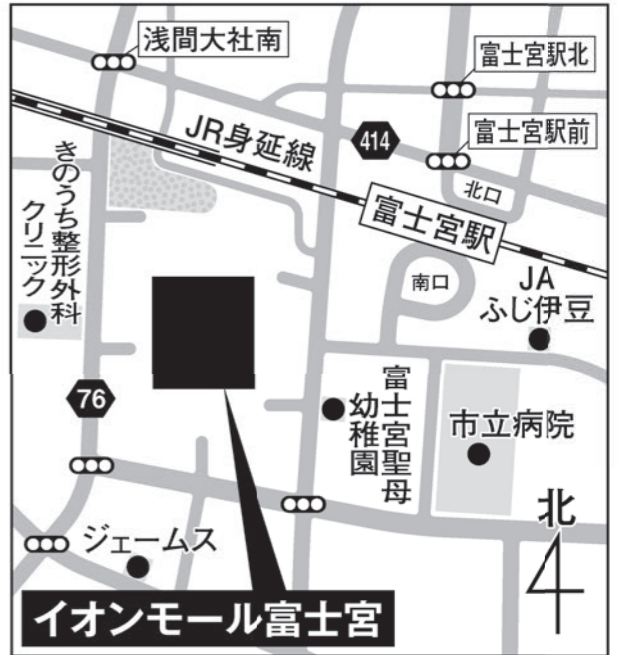 浅間大社南
富士宮駅北
富士宮駅前
414
JR身延線
北口
富士宮駅
きのうち整形外科
クリニック
南口
JA
ふじ伊豆
76
富士宮聖母
幼稚園
市立病院
北
ジェームス
イオンモール富士宮